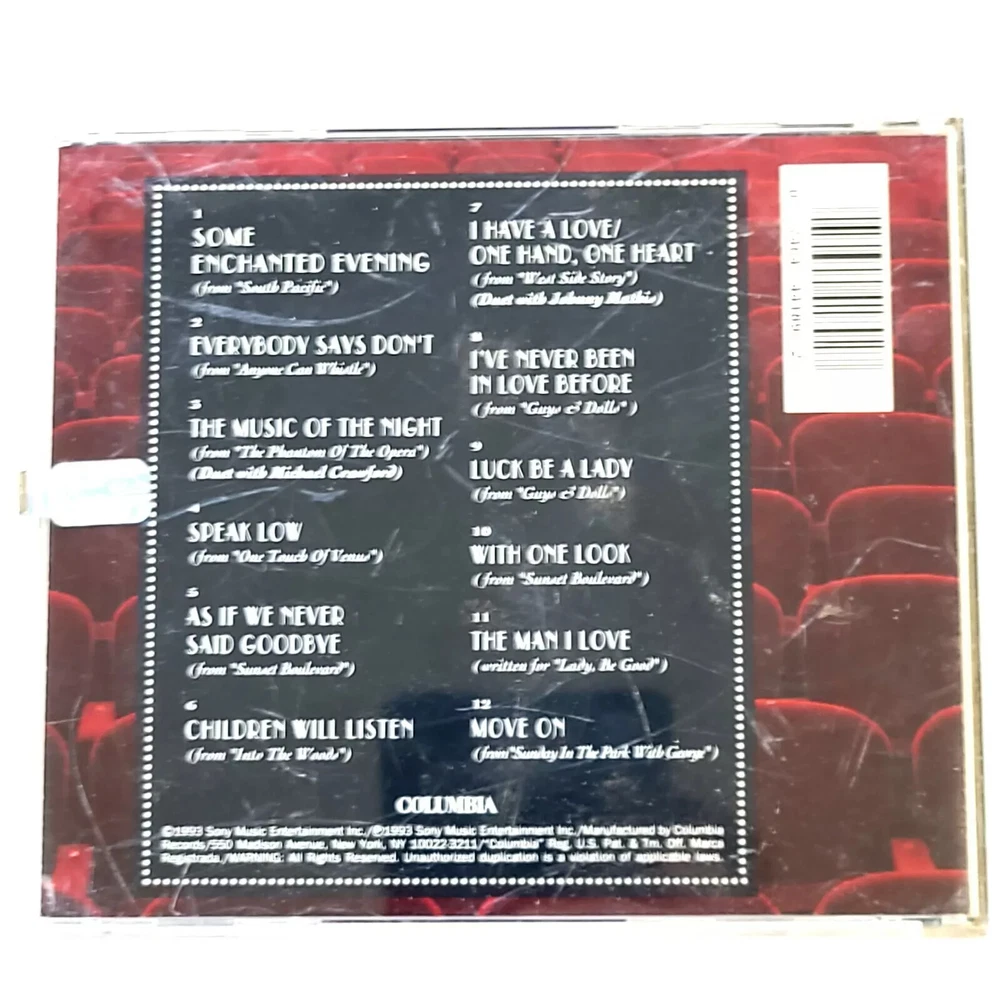 1
SOME
ENCHANTED EVENING
(from "South Pacific")
2
EVERYBODY SAYS DON'T
(from "Anyone Can Whistle")
3
THE MUSIC OF THE NIGHT
(from "The Phantom Of The Opera")
(Duet with Michael Crawford)
4
SPEAK LOW
(from "One Touch Of Venus")
5
AS IF WE NEVER
SAID GOODBYE
(from "Sunset Boulevard")
6
CHILDREN WILL LISTEN
(from "Into The Woods")
7
I HAVE A LOVE/
ONE HAND, ONE HEART
(from "West Side Story")
(Duet with Johnny Mathis)
8
I'VE NEVER BEEN
IN LOVE BEFORE
(from "Guys & Dolls")
9
LUCK BE A LADY
(from "Guys & Dolls")
10
WITH ONE LOOK
(from "Sunset Boulevard")
11
THE MAN I LOVE
(written for "Lady, Be Good")
12
MOVE ON
(from "Sunday In The Park With George")
COLUMBIA
©1993 Sony Music Entertainment Inc./℗1993 Sony Music Entertainment Inc./Manufactured by Columbia
Records/550 Madison Avenue, New York, NY 10022-3211/"Columbia" Reg. U.S. Pat. & Tm. Off. Marca
Registrada./WARNING: All Rights Reserved. Unauthorized duplication is a violation of applicable laws.